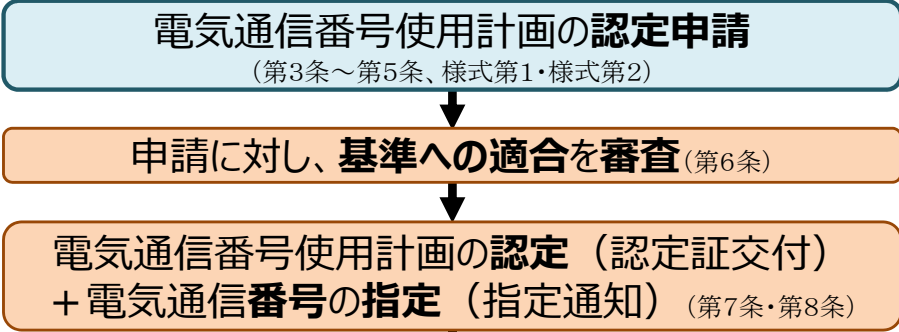 電気通信番号使用計画の認定申請
（第3条～第5条、様式第1・様式第2）
申請に対し、基準への適合を審査（第6条）
電気通信番号使用計画の認定（認定証交付）
＋電気通信番号の指定（指定通知）（第7条・第8条）